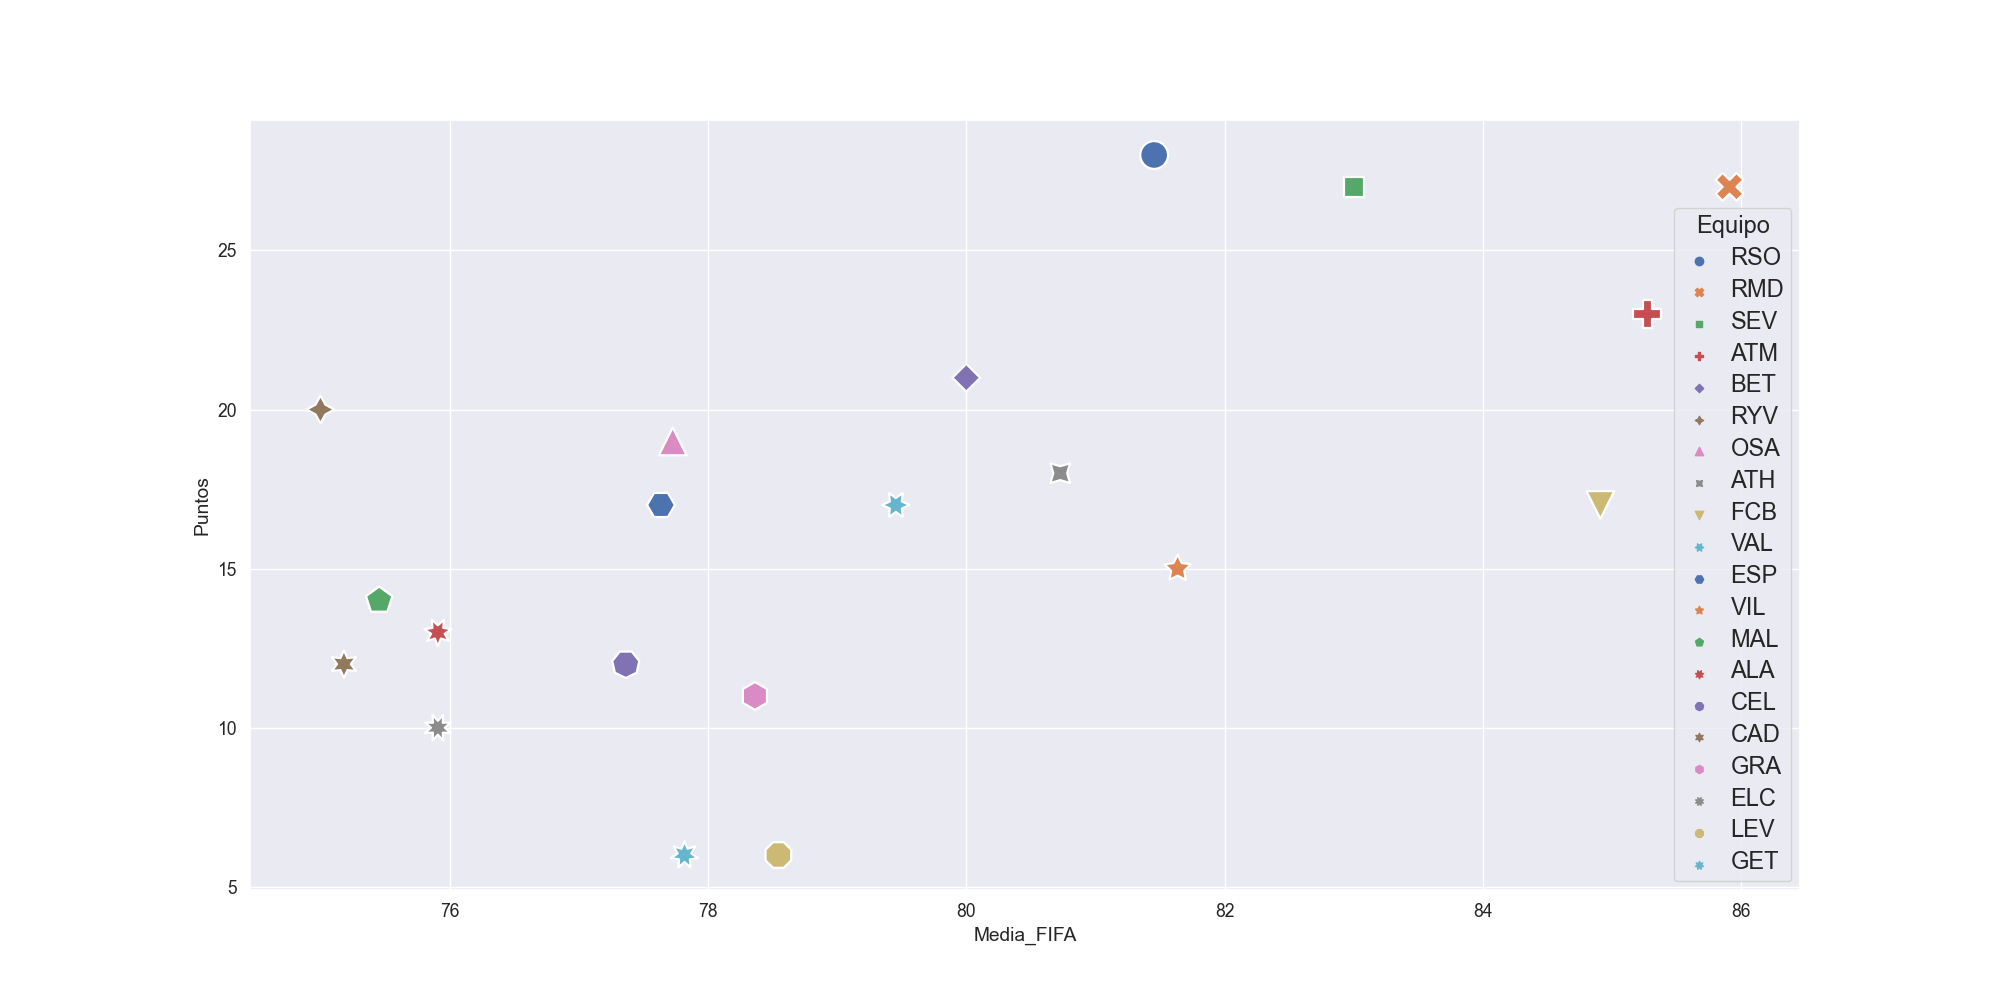 25
20
15
10
5
Puntos
76
78
80
82
84
86
Media_FIFA
Equipo
RSO
RMD
SEV
ATM
BET
RYV
OSA
ATH
FCB
VAL
ESP
VIL
MAL
ALA
CEL
CAD
GRA
ELC
LEV
GET